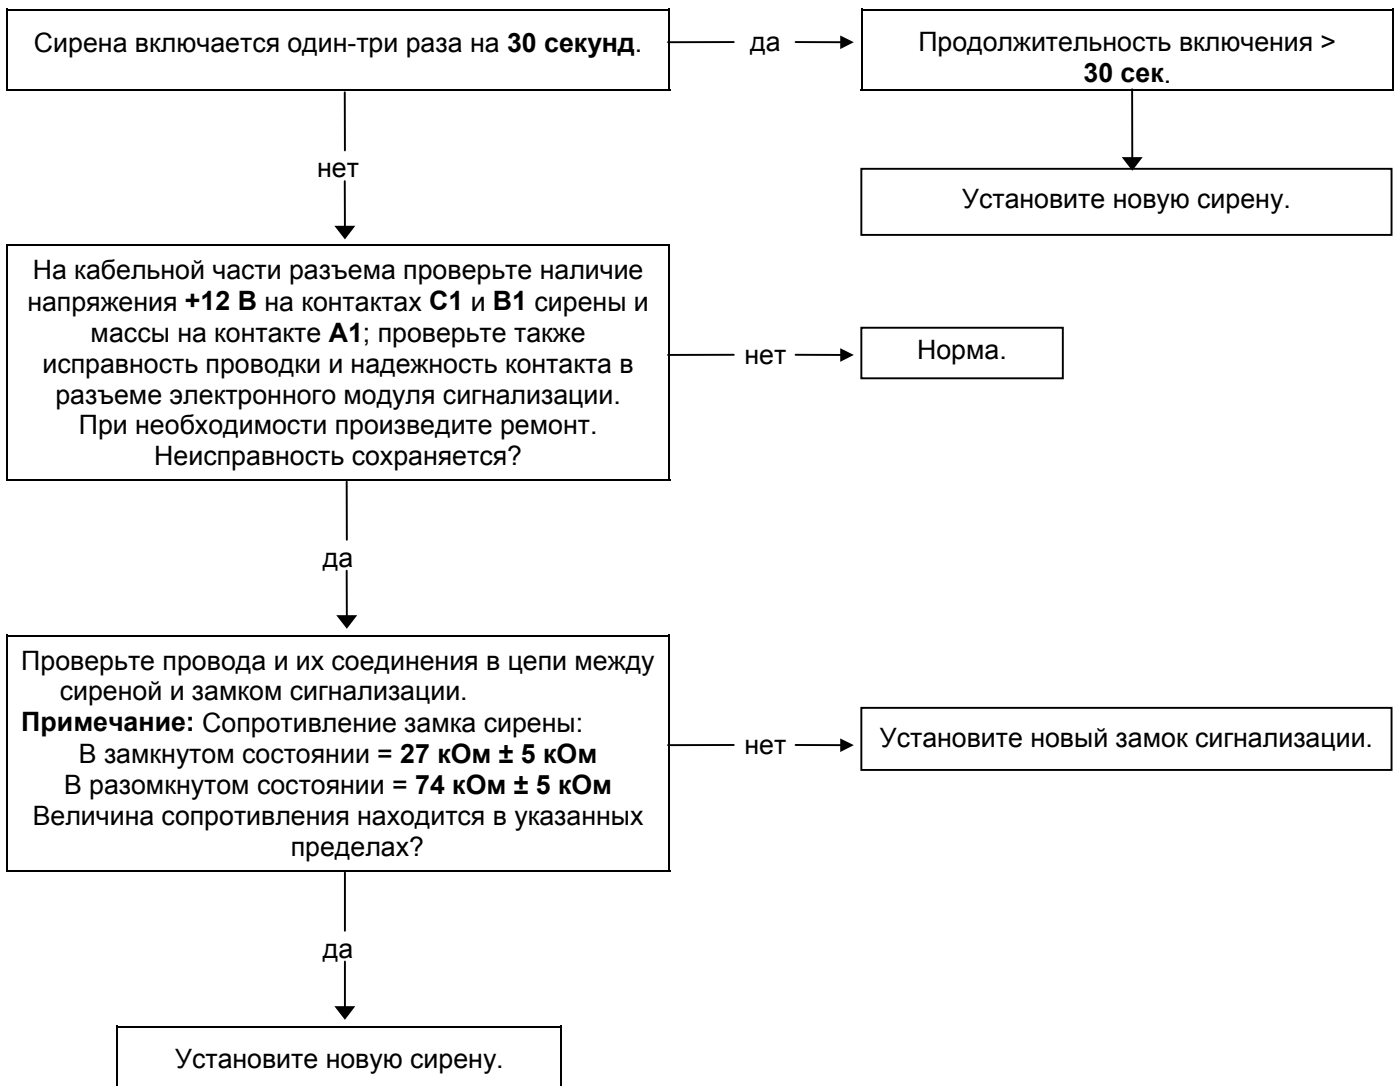 Сирена включается один-три раза на 30 секунд.
да
Продолжительность включения >
30 сек.
нет
Установите новую сирену.
На кабельной части разъема проверьте наличие
напряжения +12 В на контактах С1 и В1 сирены и
массы на контакте А1; проверьте также
исправность проводки и надежность контакта в
разъеме электронного модуля сигнализации.
При необходимости произведите ремонт.
Неисправность сохраняется?
нет
Норма.
да
Проверьте провода и их соединения в цепи между
сиреной и замком сигнализации.
Примечание: Сопротивление замка сирены:
В замкнутом состоянии = 27 кОм ± 5 кОм
В разомкнутом состоянии = 74 кОм ± 5 кОм
Величина сопротивления находится в указанных
пределах?
нет
Установите новый замок сигнализации.
да
Установите новую сирену.